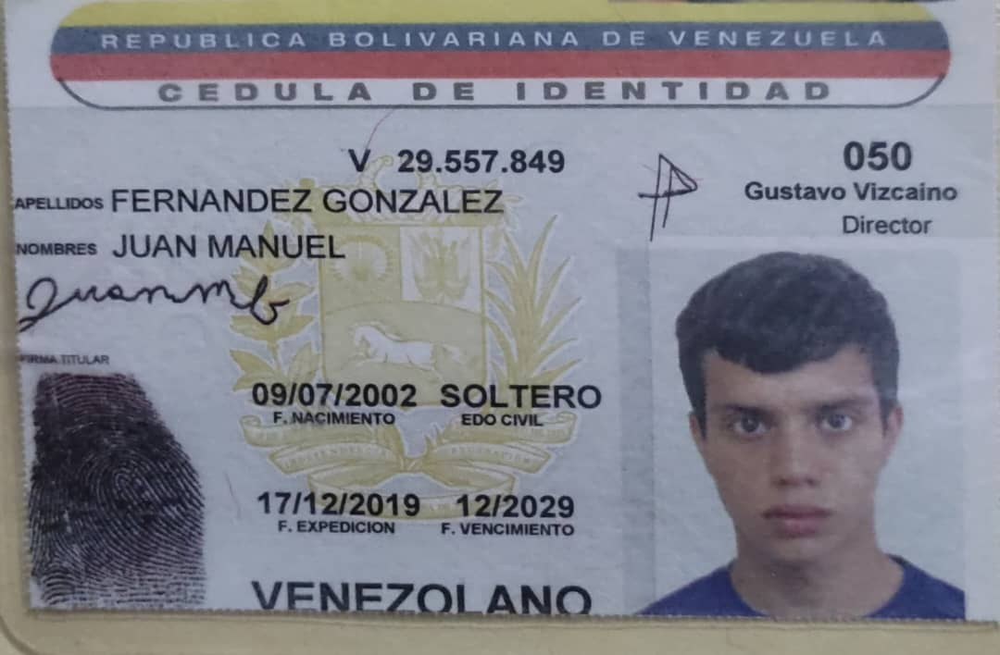 REPUBLICA BOLIVARIANA DE VENEZUELA
CEDULA DE IDENTIDAD
V 29.557.849
050
Gustavo Vizcaino
Director
APELLIDOS FERNANDEZ GONZALEZ
NOMBRES JUAN MANUEL
FIRMA TITULAR
09/07/2002 SOLTERO
F. NACIMIENTO EDO CIVIL
INDEPENDENCIA
17/12/2019 12/2029
F. EXPEDICION F. VENCIMIENTO
VENEZOLANO